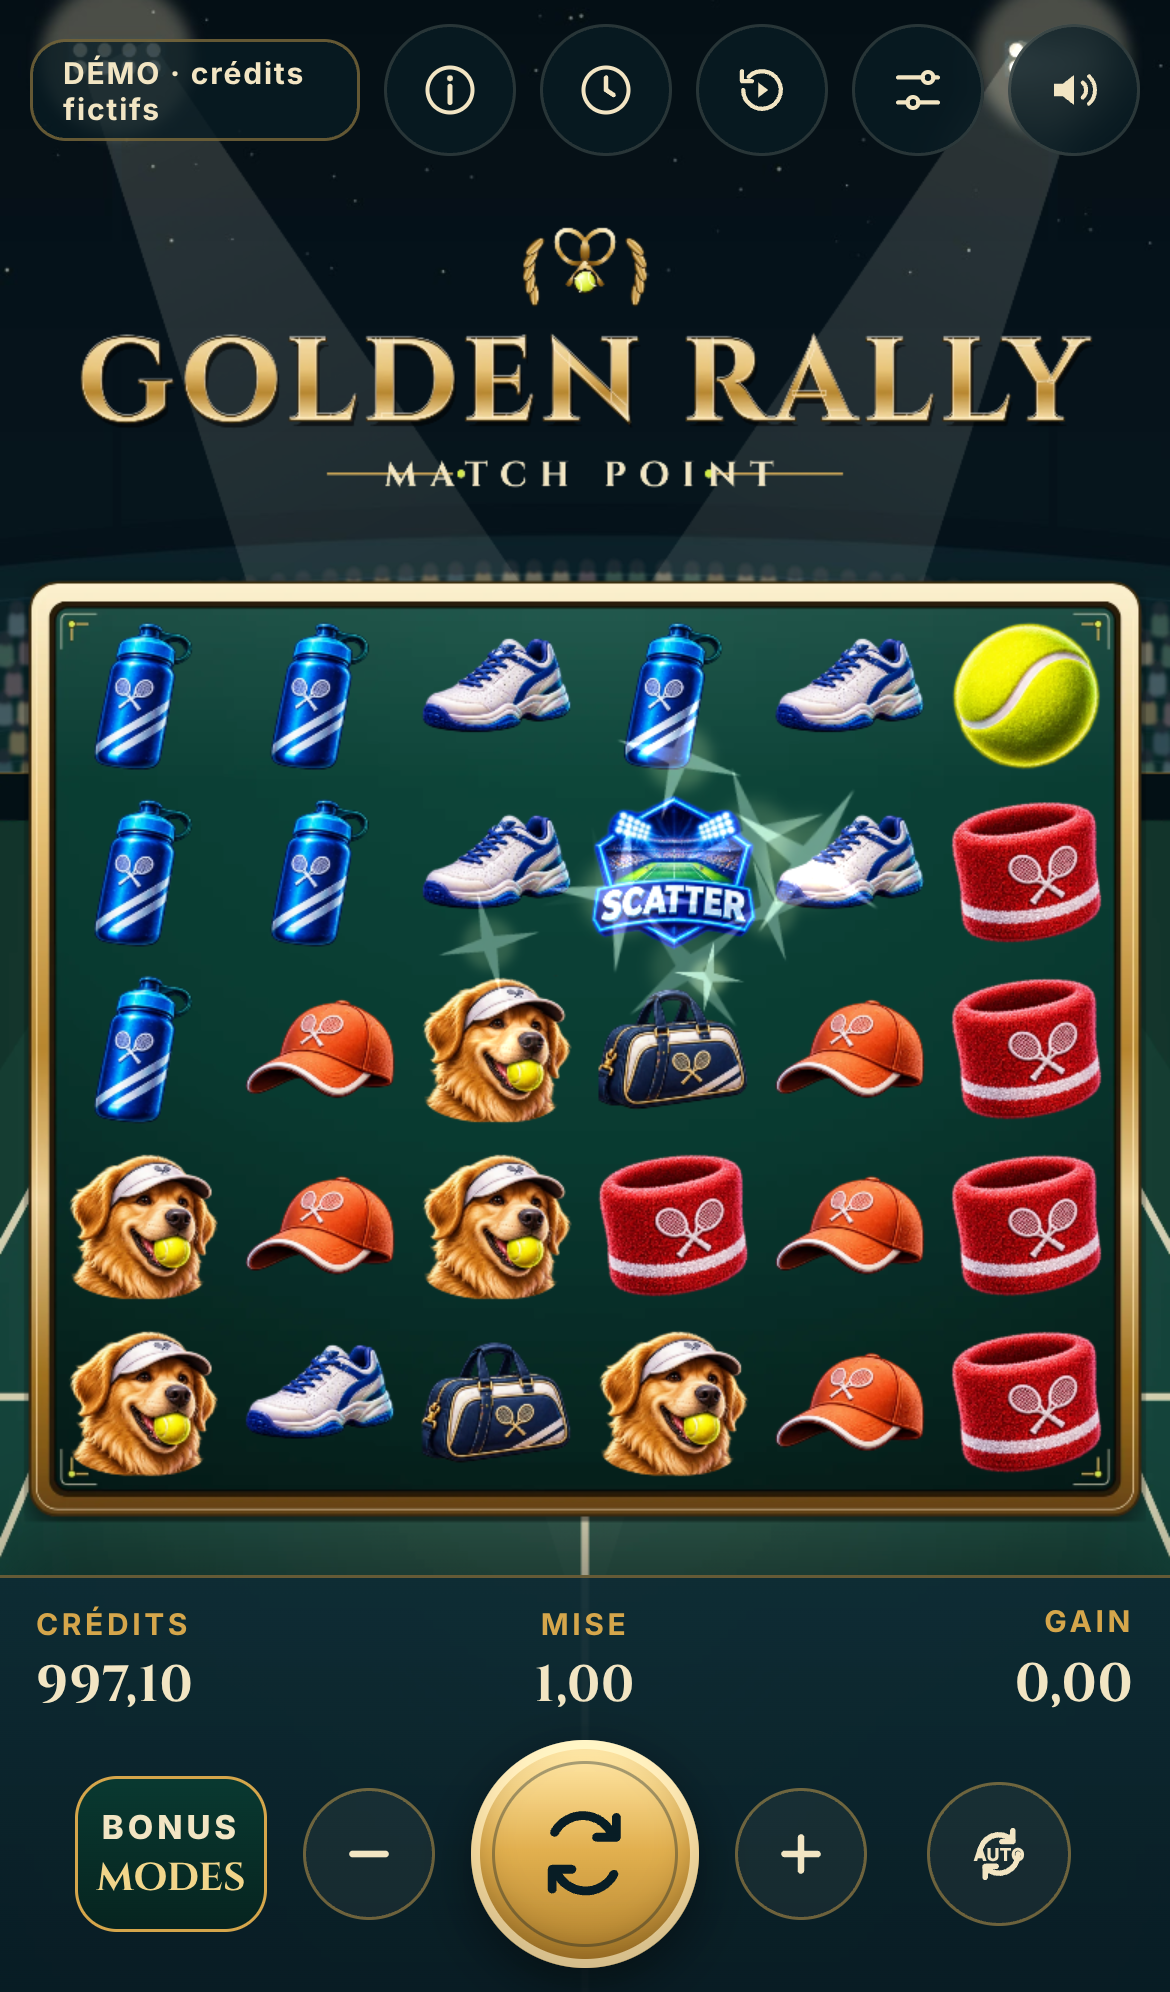 DÉMO · crédits
fictifs
GOLDEN RALLY
MATCH POINT
SCATTER
CRÉDITS
997,10
MISE
1,00
GAIN
0,00
BONUS
MODES
AUTO